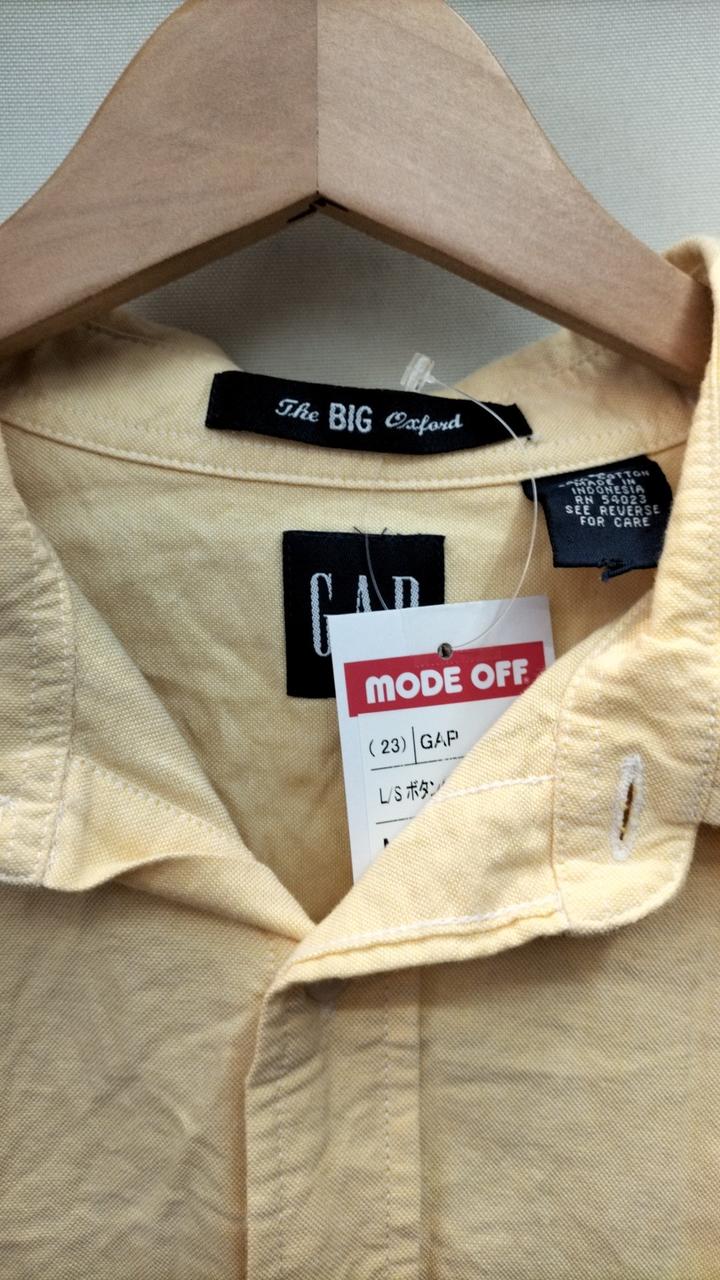 The BIG Oxford
COTTON
MADE IN
INDONESIA
RN 54023
SEE REVERSE
FOR CARE
GAP
MODE OFF
(23) GAP
L/S ボタン